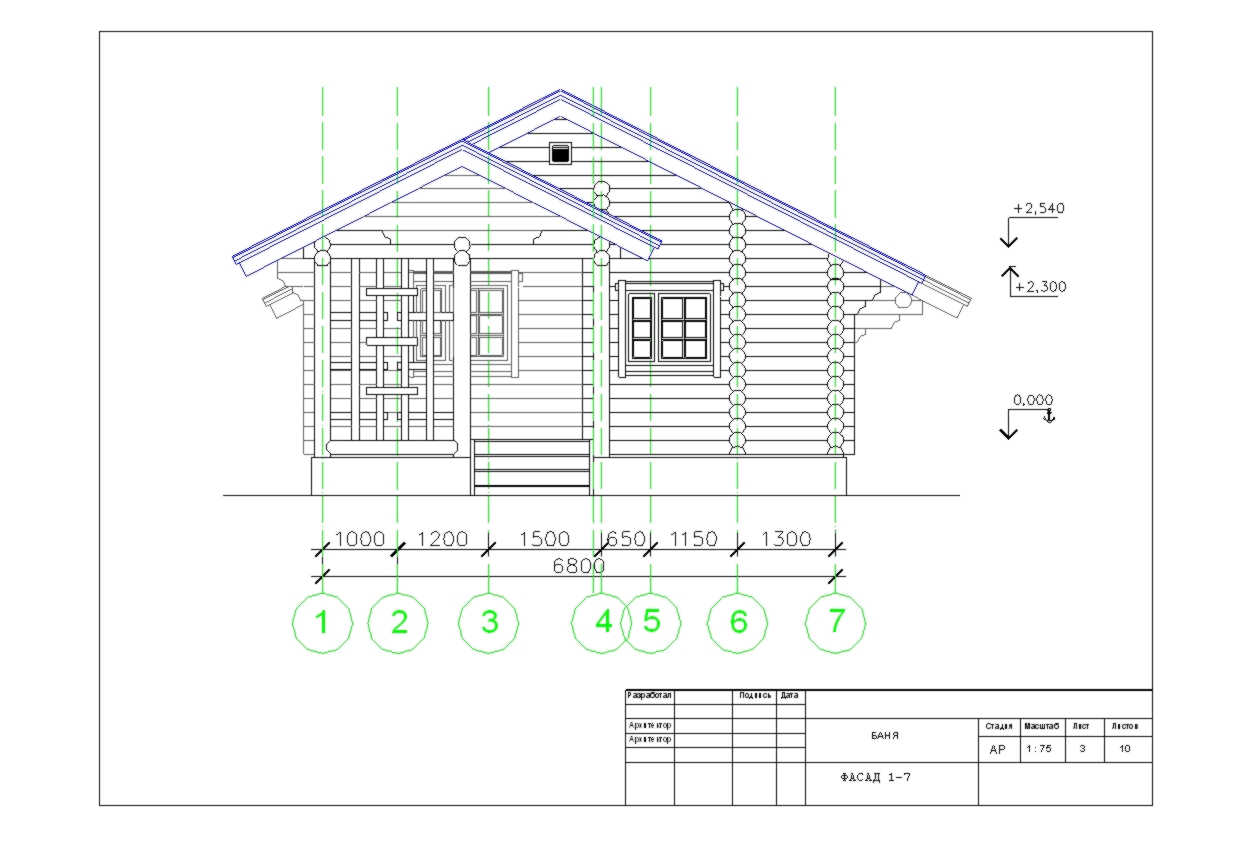 +2,540
+2,300
0,000
1000 1200 1500 650 1150 1300
6800
1 2 3 4 5 6 7
Разработал Подпись Дата
Архитектор
Архитектор
БАНЯ
Стадия Масштаб Лист Листов
АР 1:75 3 10
ФАСАД 1-7